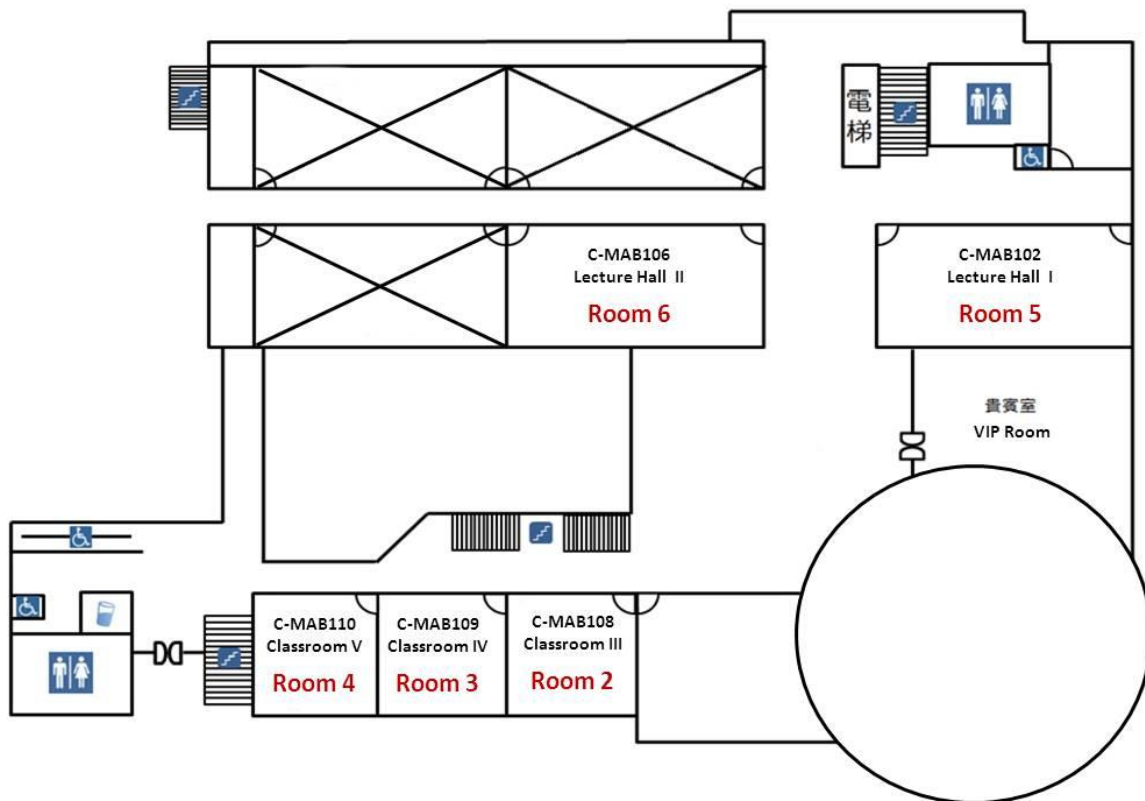 電
梯
C-MAB106
Lecture Hall II
Room 6
C-MAB102
Lecture Hall I
Room 5
貴賓室
VIP Room
C-MAB110
Classroom V
Room 4
C-MAB109
Classroom IV
Room 3
C-MAB108
Classroom III
Room 2